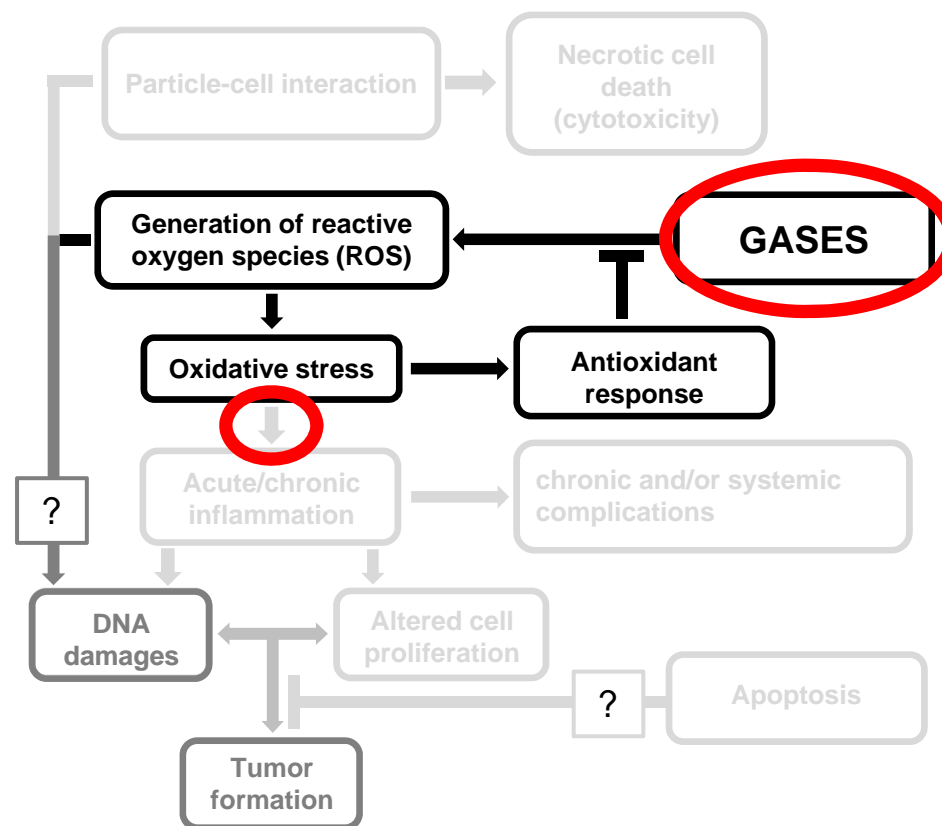 Particle-cell interaction
Necrotic cell
death
(cytotoxicity)
Generation of reactive
oxygen species (ROS)
GASES
Oxidative stress
Antioxidant
response
Acute/chronic
inflammation
chronic and/or systemic
complications
?
DNA
damages
Altered cell
proliferation
?
Apoptosis
Tumor
formation